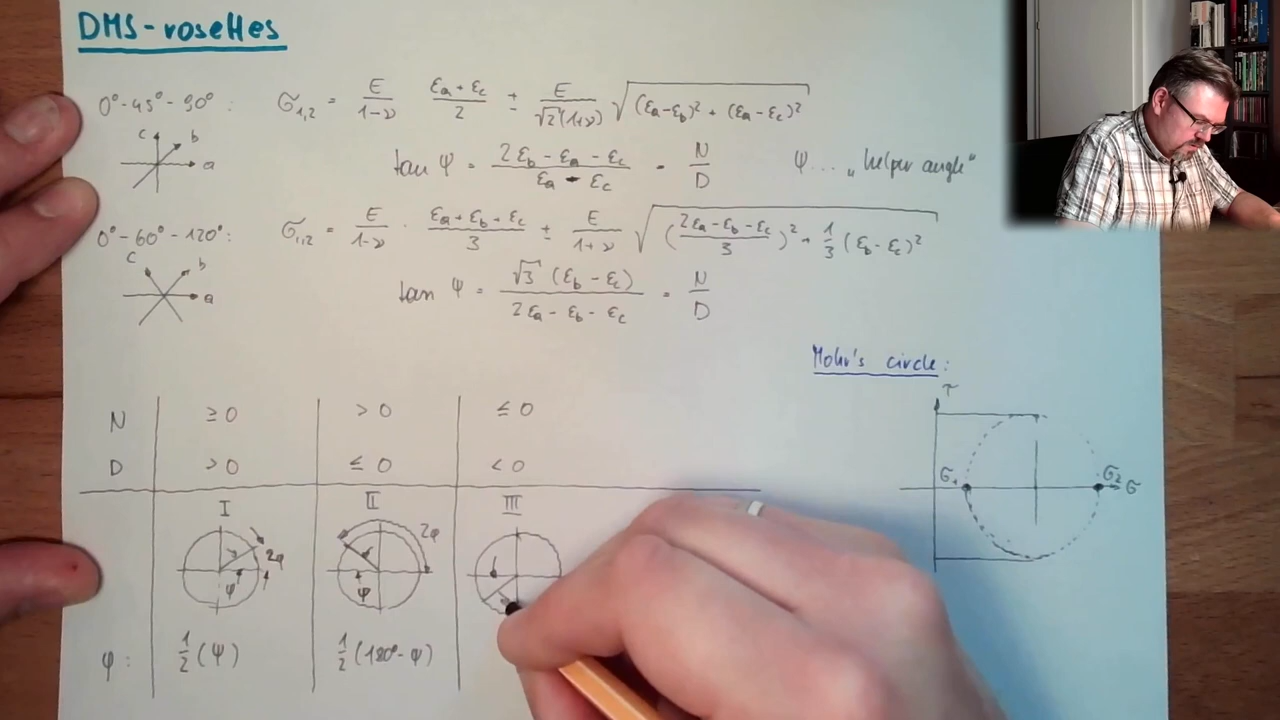 DMS-rosettes
0°-45°-90°: σ₁,₂ = E/(1-ν) (εa+εc)/2 ± E/(√2(1+ν)) √((εa-εb)²+(εa-εc)²)
c b a
tan ψ = (2εb-εa-εc)/(εa-εc) = N/D ψ... „helper angle"
0°-60°-120°: σ₁,₂ = E/(1-ν) · (εa+εb+εc)/3 ± E/(1+ν) √(((2εa-εb-εc)/3)²+1/3(εb-εc)²)
c b a
tan ψ = √3(εb-εc)/(2εa-εb-εc) = N/D
Mohr's circle:
τ
σ₁ σ₂ σ
N ≥0 >0 ≤0
D >0 ≤0 <0
I II III
2φ ψ 2φ ψ
φ: 1/2(ψ) 1/2(180°-ψ)